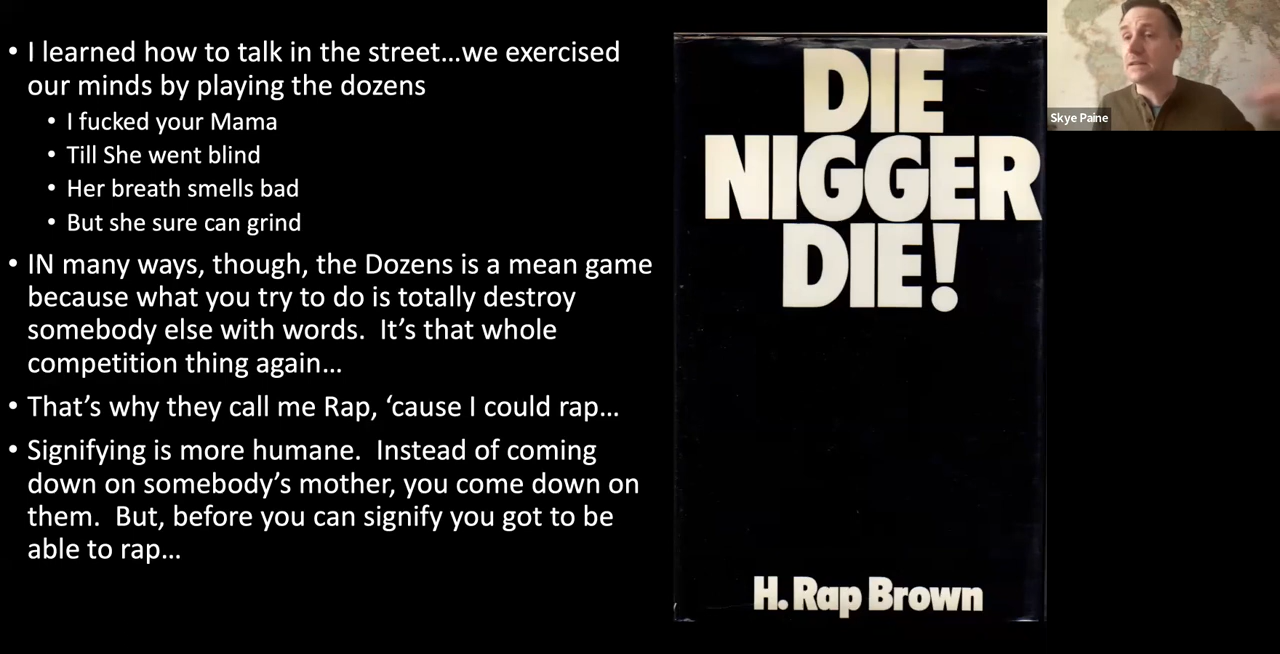 • I learned how to talk in the street…we exercised
our minds by playing the dozens
• I fucked your Mama
• Till She went blind
• Her breath smells bad
• But she sure can grind
• IN many ways, though, the Dozens is a mean game
because what you try to do is totally destroy
somebody else with words.  It’s that whole
competition thing again…
• That’s why they call me Rap, ‘cause I could rap…
• Signifying is more humane.  Instead of coming
down on somebody’s mother, you come down on
them.  But, before you can signify you got to be
able to rap…
DIE
NIGGER
DIE!
H. Rap Brown
Skye Paine